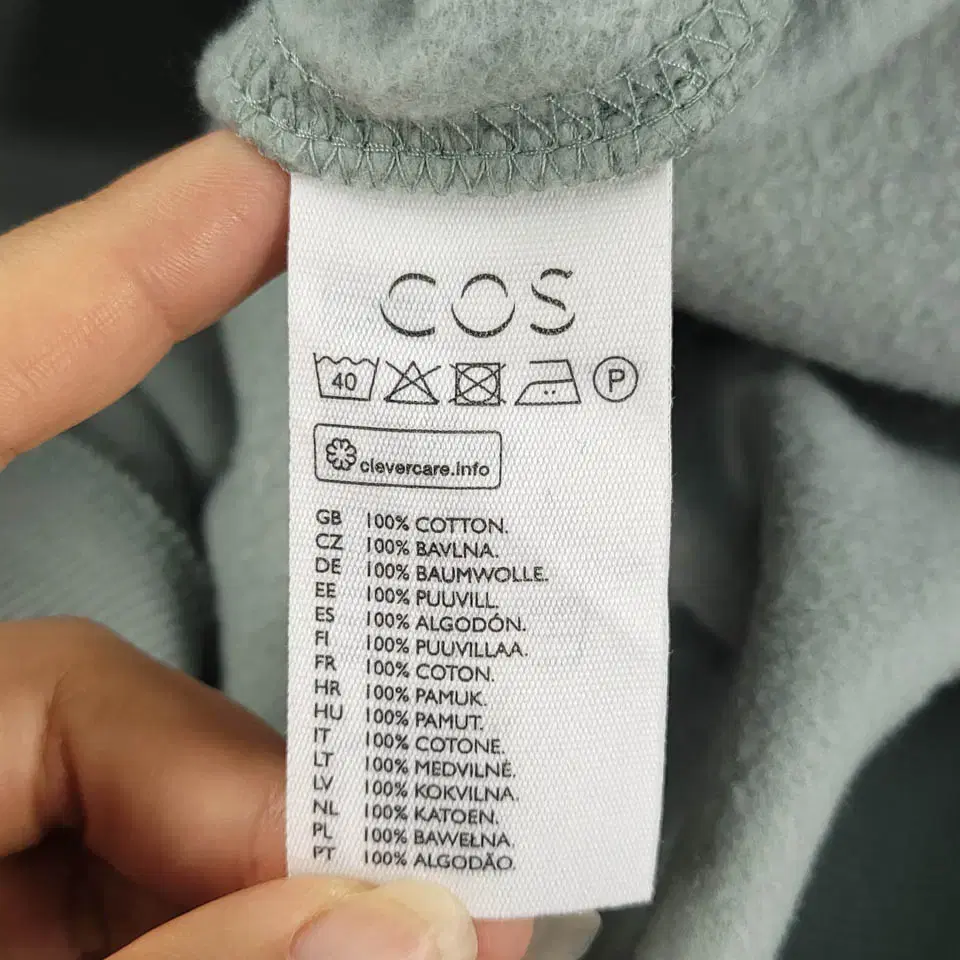 COS
40 P
clevercare.info
GB 100% COTTON.
CZ 100% BAVLNA.
DE 100% BAUMWOLLE.
EE 100% PUUVILL.
ES 100% ALGODÓN.
FI 100% PUUVILLAA.
FR 100% COTON.
HR 100% PAMUK.
HU 100% PAMUT.
IT 100% COTONE.
LT 100% MEDVILNĖ.
LV 100% KOKVILNA.
NL 100% KATOEN.
PL 100% BAWEŁNA.
PT 100% ALGODÃO.